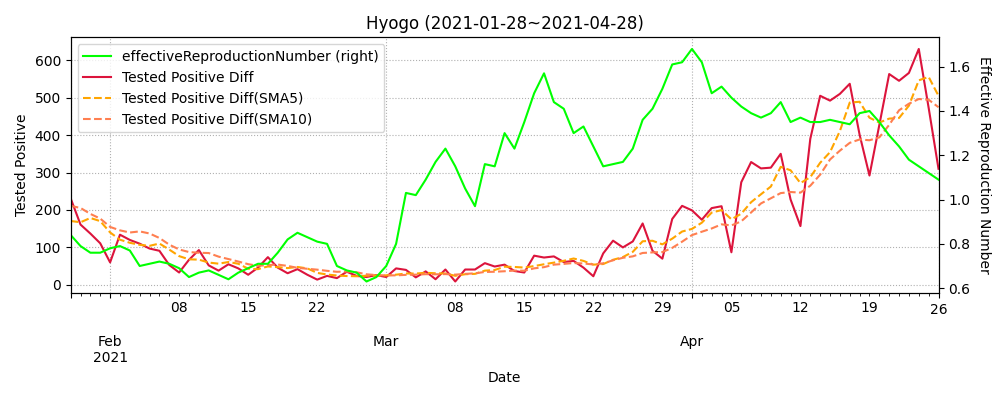 Hyogo (2021-01-28~2021-04-28)
effectiveReproductionNumber (right)
Tested Positive Diff
Tested Positive Diff(SMA5)
Tested Positive Diff(SMA10)
Tested Positive
600
500
400
300
200
100
0
1.6
1.4
1.2
1.0
0.8
0.6
Effective Reproduction Number
08 15 22 08 15 22 29 05 12 19 26
Feb Mar Apr
2021
Date